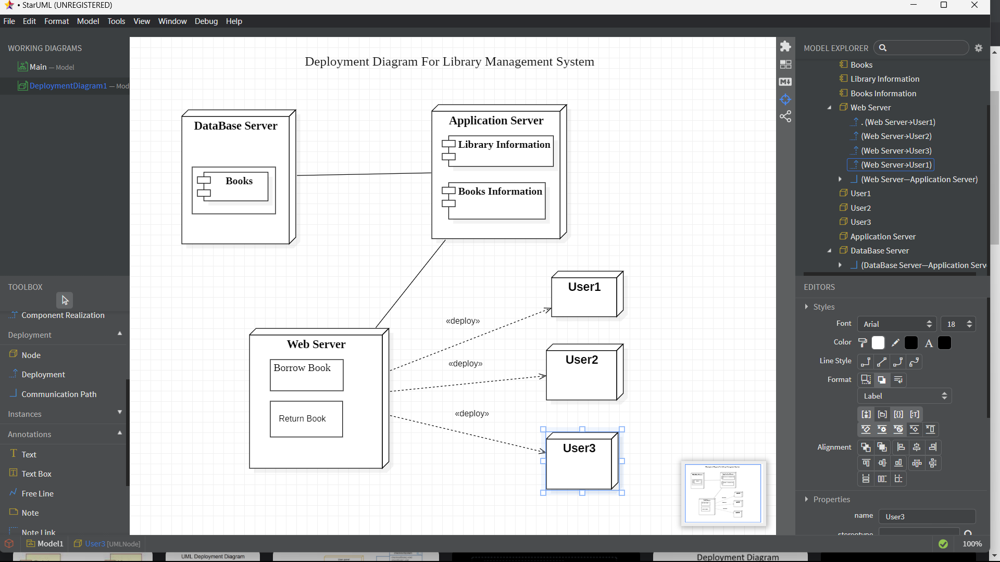 • StarUML (UNREGISTERED)
File Edit Format Model Tools View Window Debug Help
WORKING DIAGRAMS
Main — Model
DeploymentDiagram1 — Mod
TOOLBOX
Component Realization
Deployment
Node
Deployment
Communication Path
Instances
Annotations
Text
Text Box
Free Line
Note
Note Link
Deployment Diagram For Library Management System
DataBase Server
Books
Application Server
Library Information
Books Information
Web Server
Borrow Book
Return Book
«deploy»
«deploy»
«deploy»
User1
User2
User3
MODEL EXPLORER
Books
Library Information
Books Information
Web Server
. (Web Server→User1)
(Web Server→User2)
(Web Server→User3)
(Web Server→User1)
(Web Server—Application Server)
User1
User2
User3
Application Server
DataBase Server
(DataBase Server—Application Serv
EDITORS
Styles
Font Arial 18
Color
Line Style
Format
Label
Alignment
Properties
name User3
stereotype
Model1 User3 [UMLNode]
100%
UML Deployment Diagram
Deployment Diagram